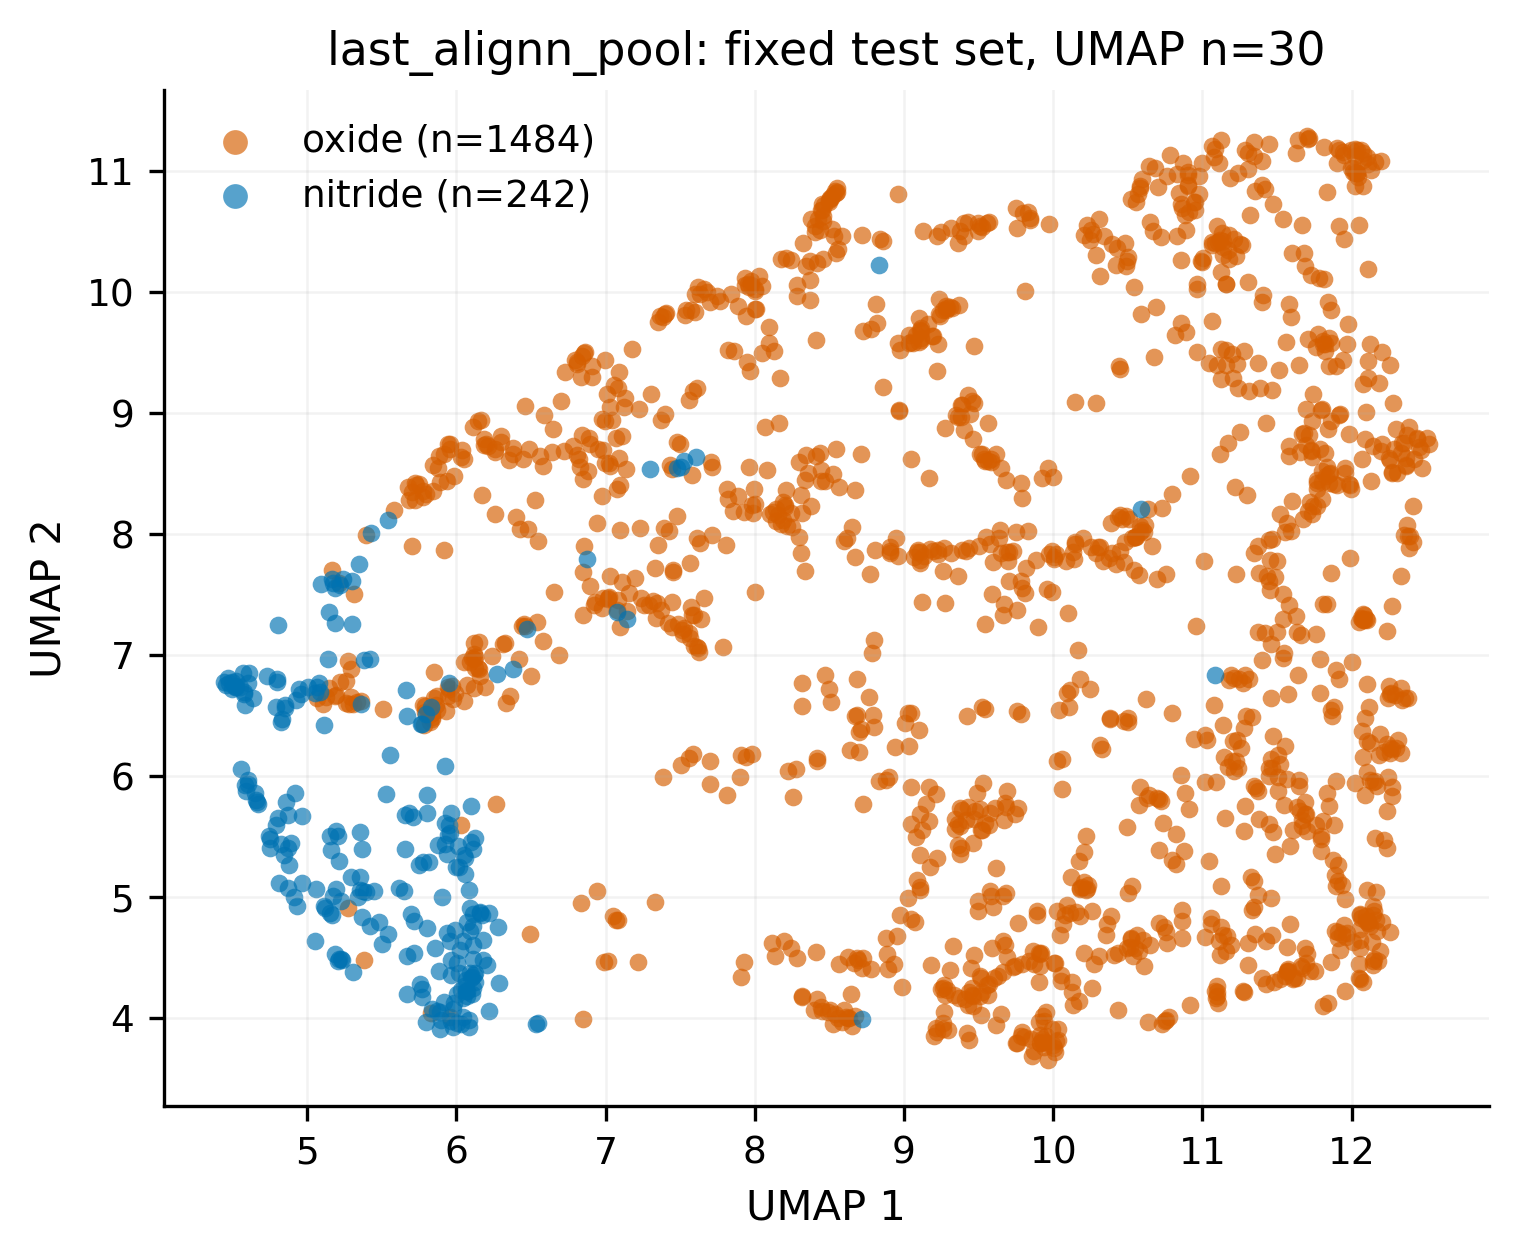 last_alignn_pool: fixed test set, UMAP n=30
oxide (n=1484)
nitride (n=242)
UMAP 2
11
10
9
8
7
6
5
4
5 6 7 8 9 10 11 12
UMAP 1